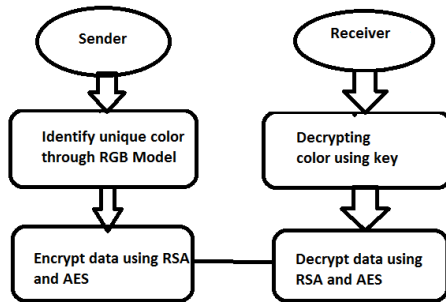 Sender
Receiver
Identify unique color
through RGB Model
Decrypting
color using key
Encrypt data using RSA
and AES
Decrypt data using
RSA and AES